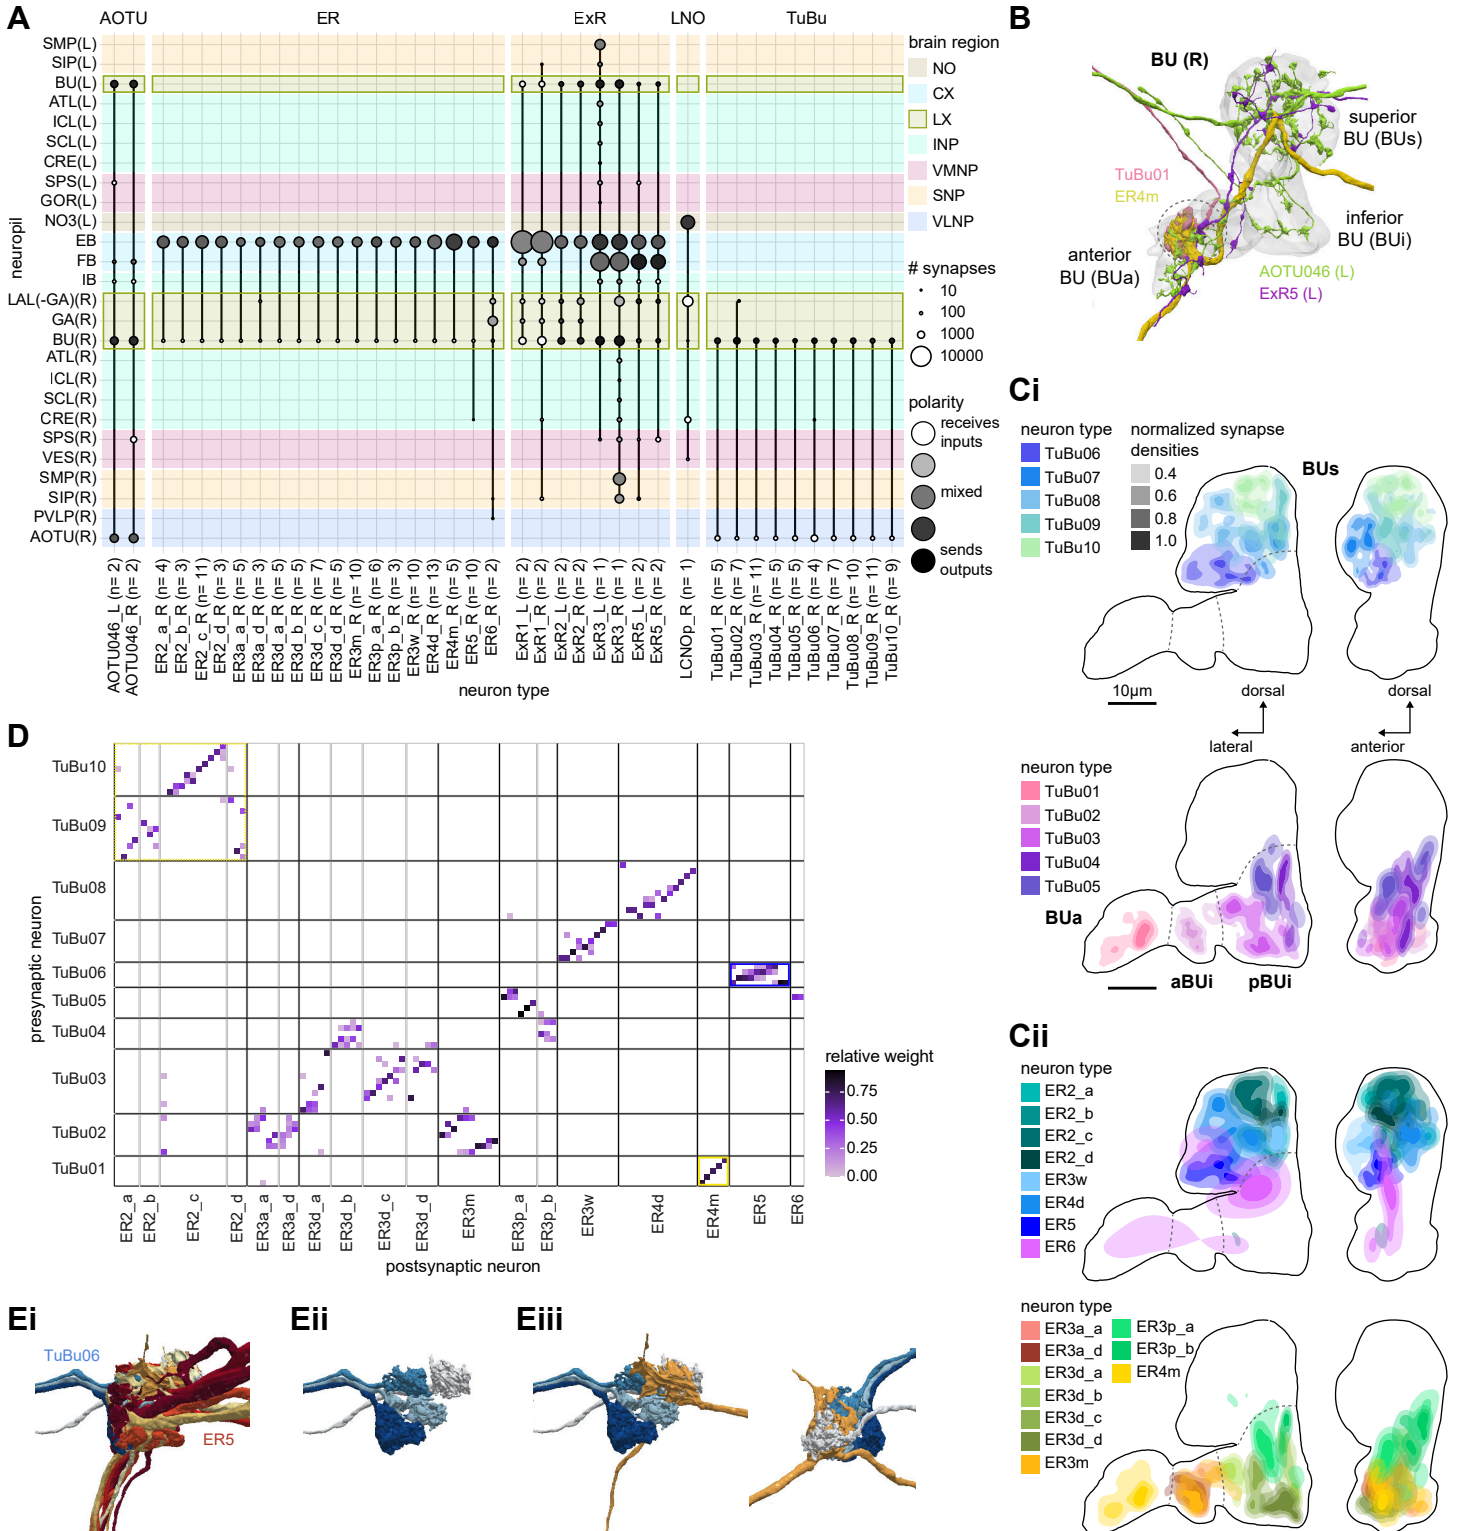 A
AOTU
ER
ExR
LNO
TuBu
SMP(L)
SIP(L)
BU(L)
ATL(L)
ICL(L)
SCL(L)
CRE(L)
SPS(L)
GOR(L)
NO3(L)
EB
FB
IB
LAL(-GA)(R)
GA(R)
BU(R)
ATL(R)
ICL(R)
SCL(R)
CRE(R)
SPS(R)
VES(R)
SMP(R)
SIP(R)
PVLP(R)
AOTU(R)
neuropil
AOTU046_L (n= 2)
AOTU046_R (n= 2)
ER2_a_R (n= 4)
ER2_b_R (n= 3)
ER2_c_R (n= 11)
ER2_d_R (n= 3)
ER3a_a_R (n= 5)
ER3a_d_R (n= 3)
ER3d_a_R (n= 5)
ER3d_b_R (n= 5)
ER3d_c_R (n= 7)
ER3d_d_R (n= 5)
ER3m_R (n= 10)
ER3p_a_R (n= 6)
ER3p_b_R (n= 3)
ER3w_R (n= 10)
ER4d_R (n= 13)
ER4m_R (n= 5)
ER5_R (n= 10)
ER6_R (n= 2)
ExR1_L (n= 2)
ExR1_R (n= 2)
ExR2_L (n= 2)
ExR2_R (n= 2)
ExR3_L (n= 1)
ExR3_R (n= 1)
ExR5_L (n= 2)
ExR5_R (n= 2)
LCNOp_R (n= 1)
TuBu01_R (n= 5)
TuBu02_R (n= 7)
TuBu03_R (n= 11)
TuBu04_R (n= 5)
TuBu05_R (n= 5)
TuBu06_R (n= 4)
TuBu07_R (n= 7)
TuBu08_R (n= 10)
TuBu09_R (n= 11)
TuBu10_R (n= 9)
neuron type
brain region
NO
CX
LX
INP
VMNP
SNP
VLNP
# synapses
10
100
1000
10000
polarity
receives
inputs
mixed
sends
outputs
B
BU (R)
superior
BU (BUs)
TuBu01
ER4m
inferior
BU (BUi)
anterior
BU (BUa)
AOTU046 (L)
ExR5 (L)
Ci
neuron type
TuBu06
TuBu07
TuBu08
TuBu09
TuBu10
normalized synapse
densities
0.4
0.6
0.8
1.0
BUs
10µm
dorsal
lateral
dorsal
anterior
neuron type
TuBu01
TuBu02
TuBu03
TuBu04
TuBu05
BUa
aBUi
pBUi
Cii
neuron type
ER2_a
ER2_b
ER2_c
ER2_d
ER3w
ER4d
ER5
ER6
neuron type
ER3a_a
ER3a_d
ER3d_a
ER3d_b
ER3d_c
ER3d_d
ER3m
ER3p_a
ER3p_b
ER4m
D
TuBu10
TuBu09
TuBu08
TuBu07
TuBu06
TuBu05
TuBu04
TuBu03
TuBu02
TuBu01
presynaptic neuron
ER2_a
ER2_b
ER2_c
ER2_d
ER3a_a
ER3a_d
ER3d_a
ER3d_b
ER3d_c
ER3d_d
ER3m
ER3p_a
ER3p_b
ER3w
ER4d
ER4m
ER5
ER6
postsynaptic neuron
relative weight
0.75
0.50
0.25
0.00
Ei
TuBu06
ER5
Eii
Eiii